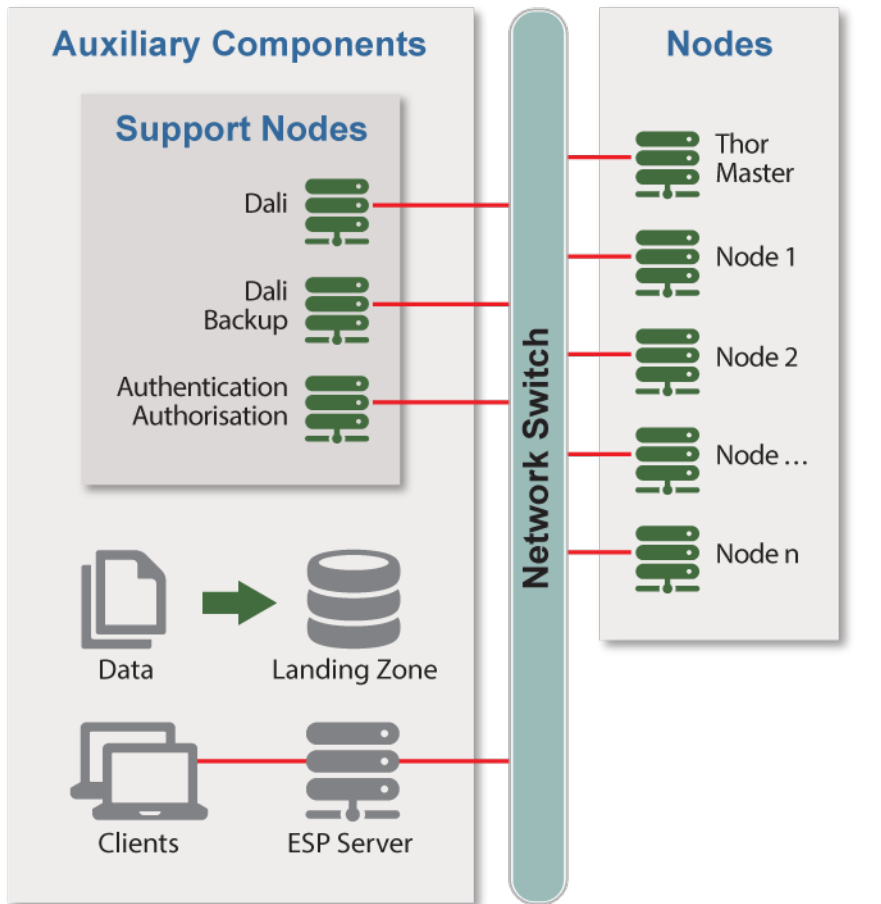 Auxiliary Components
Support Nodes
Dali
Dali
Backup
Authentication
Authorisation
Data
Landing Zone
Clients
ESP Server
Network Switch
Nodes
Thor
Master
Node 1
Node 2
Node ...
Node n